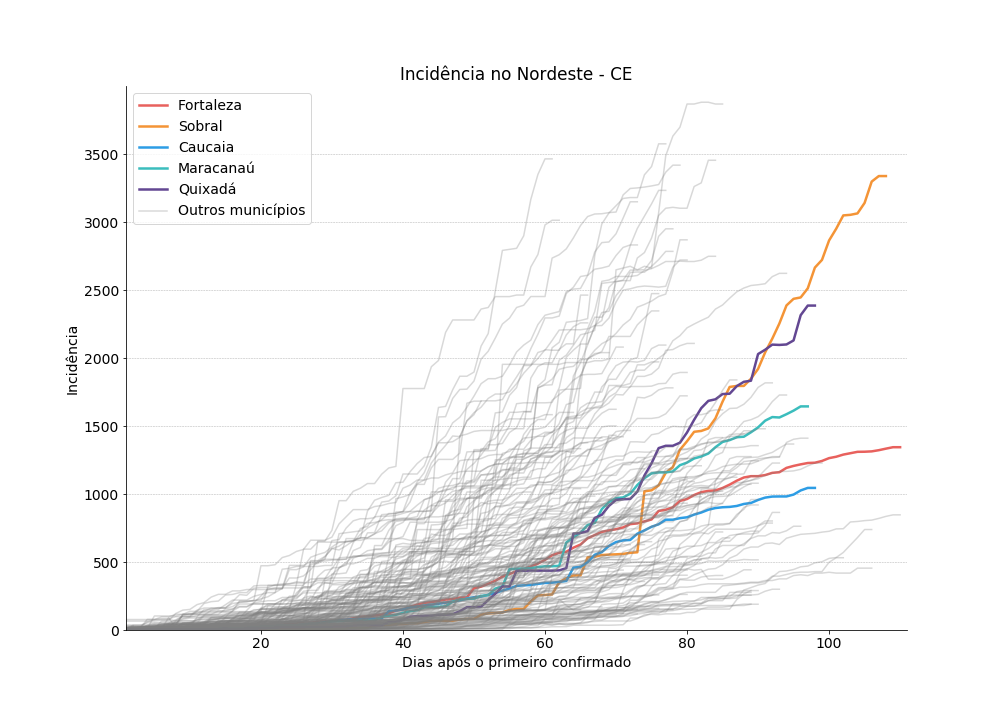 Incidência no Nordeste - CE
Fortaleza
Sobral
Caucaia
Maracanaú
Quixadá
Outros municípios
Incidência
3500
3000
2500
2000
1500
1000
500
0
20
40
60
80
100
Dias após o primeiro confirmado